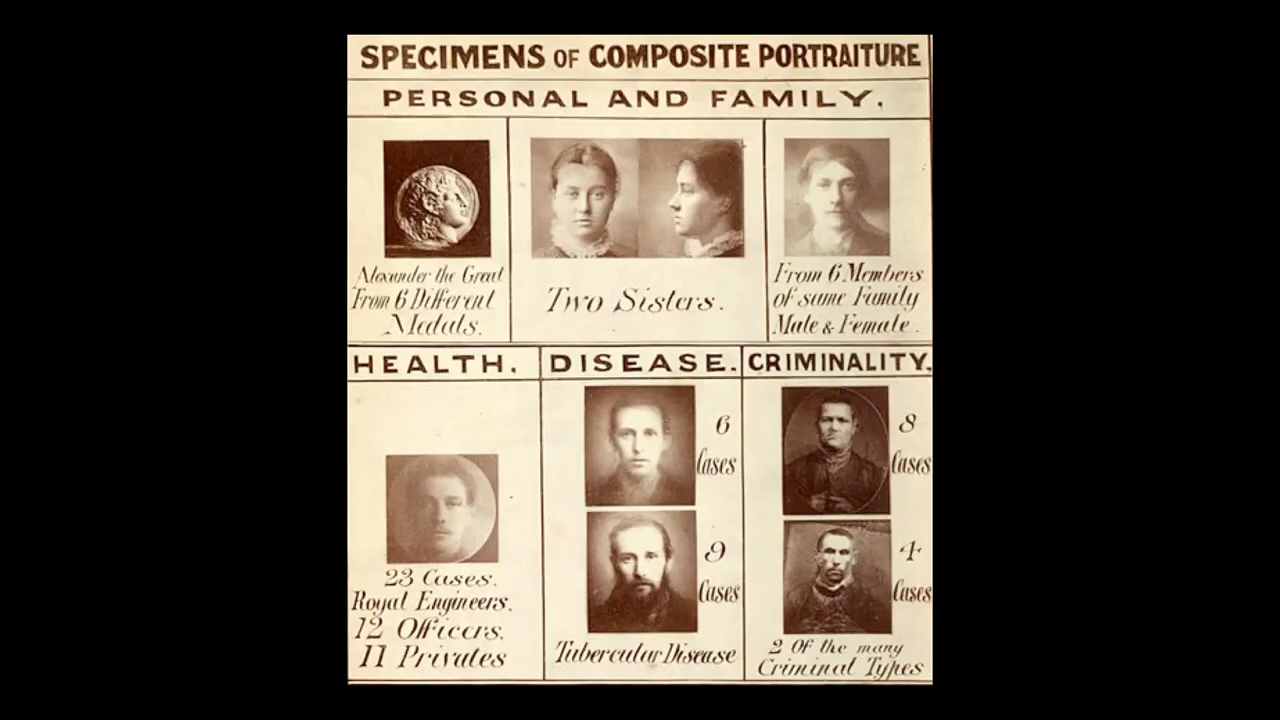 SPECIMENS OF COMPOSITE PORTRAITURE
PERSONAL AND FAMILY.
Alexander the Great
From 6 Different
Medals.
Two Sisters.
From 6 Members
of same Family
Male & Female.
HEALTH.
DISEASE.
CRIMINALITY.
23 Cases.
Royal Engineers.
12 Officers.
11 Privates
6
Cases
9
Cases
Tubercular Disease
8
Cases
4
Cases
2 Of the many
Criminal Types